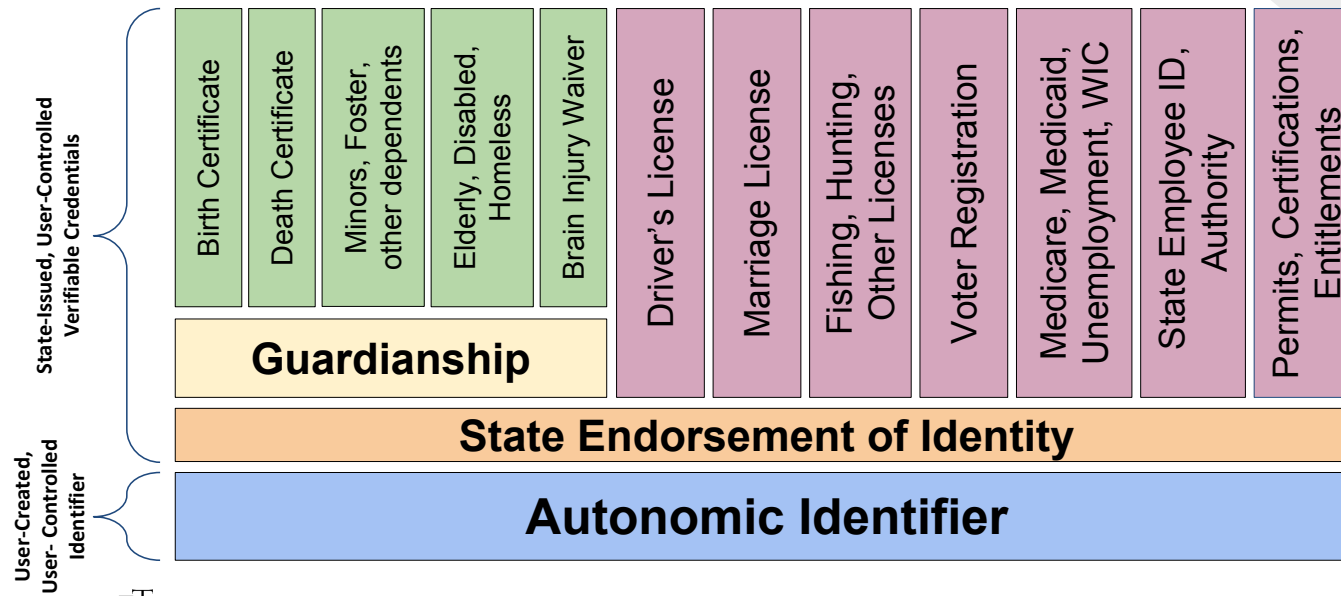 State-Issued, User-Controlled
Verifiable Credentials
Birth Certificate
Death Certificate
Minors, Foster,
other dependents
Elderly, Disabled,
Homeless
Brain Injury Waiver
Driver’s License
Marriage License
Fishing, Hunting,
Other Licenses
Voter Registration
Medicare, Medicaid,
Unemployment, WIC
State Employee ID,
Authority
Permits, Certifications,
Entitlements
Guardianship
State Endorsement of Identity
User-Created,
User- Controlled
Identifier
Autonomic Identifier